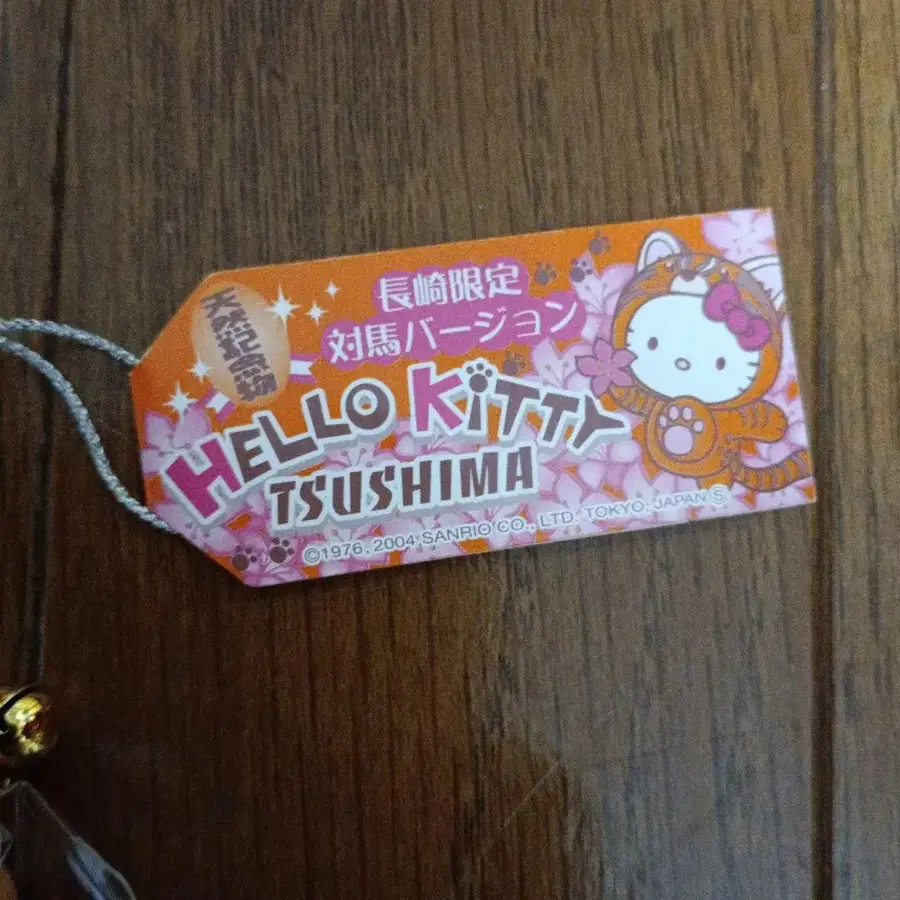 天然記念物
長崎限定
対馬バージョン
HELLO KITTY
TSUSHIMA
©1976, 2004 SANRIO CO., LTD. TOKYO, JAPAN S